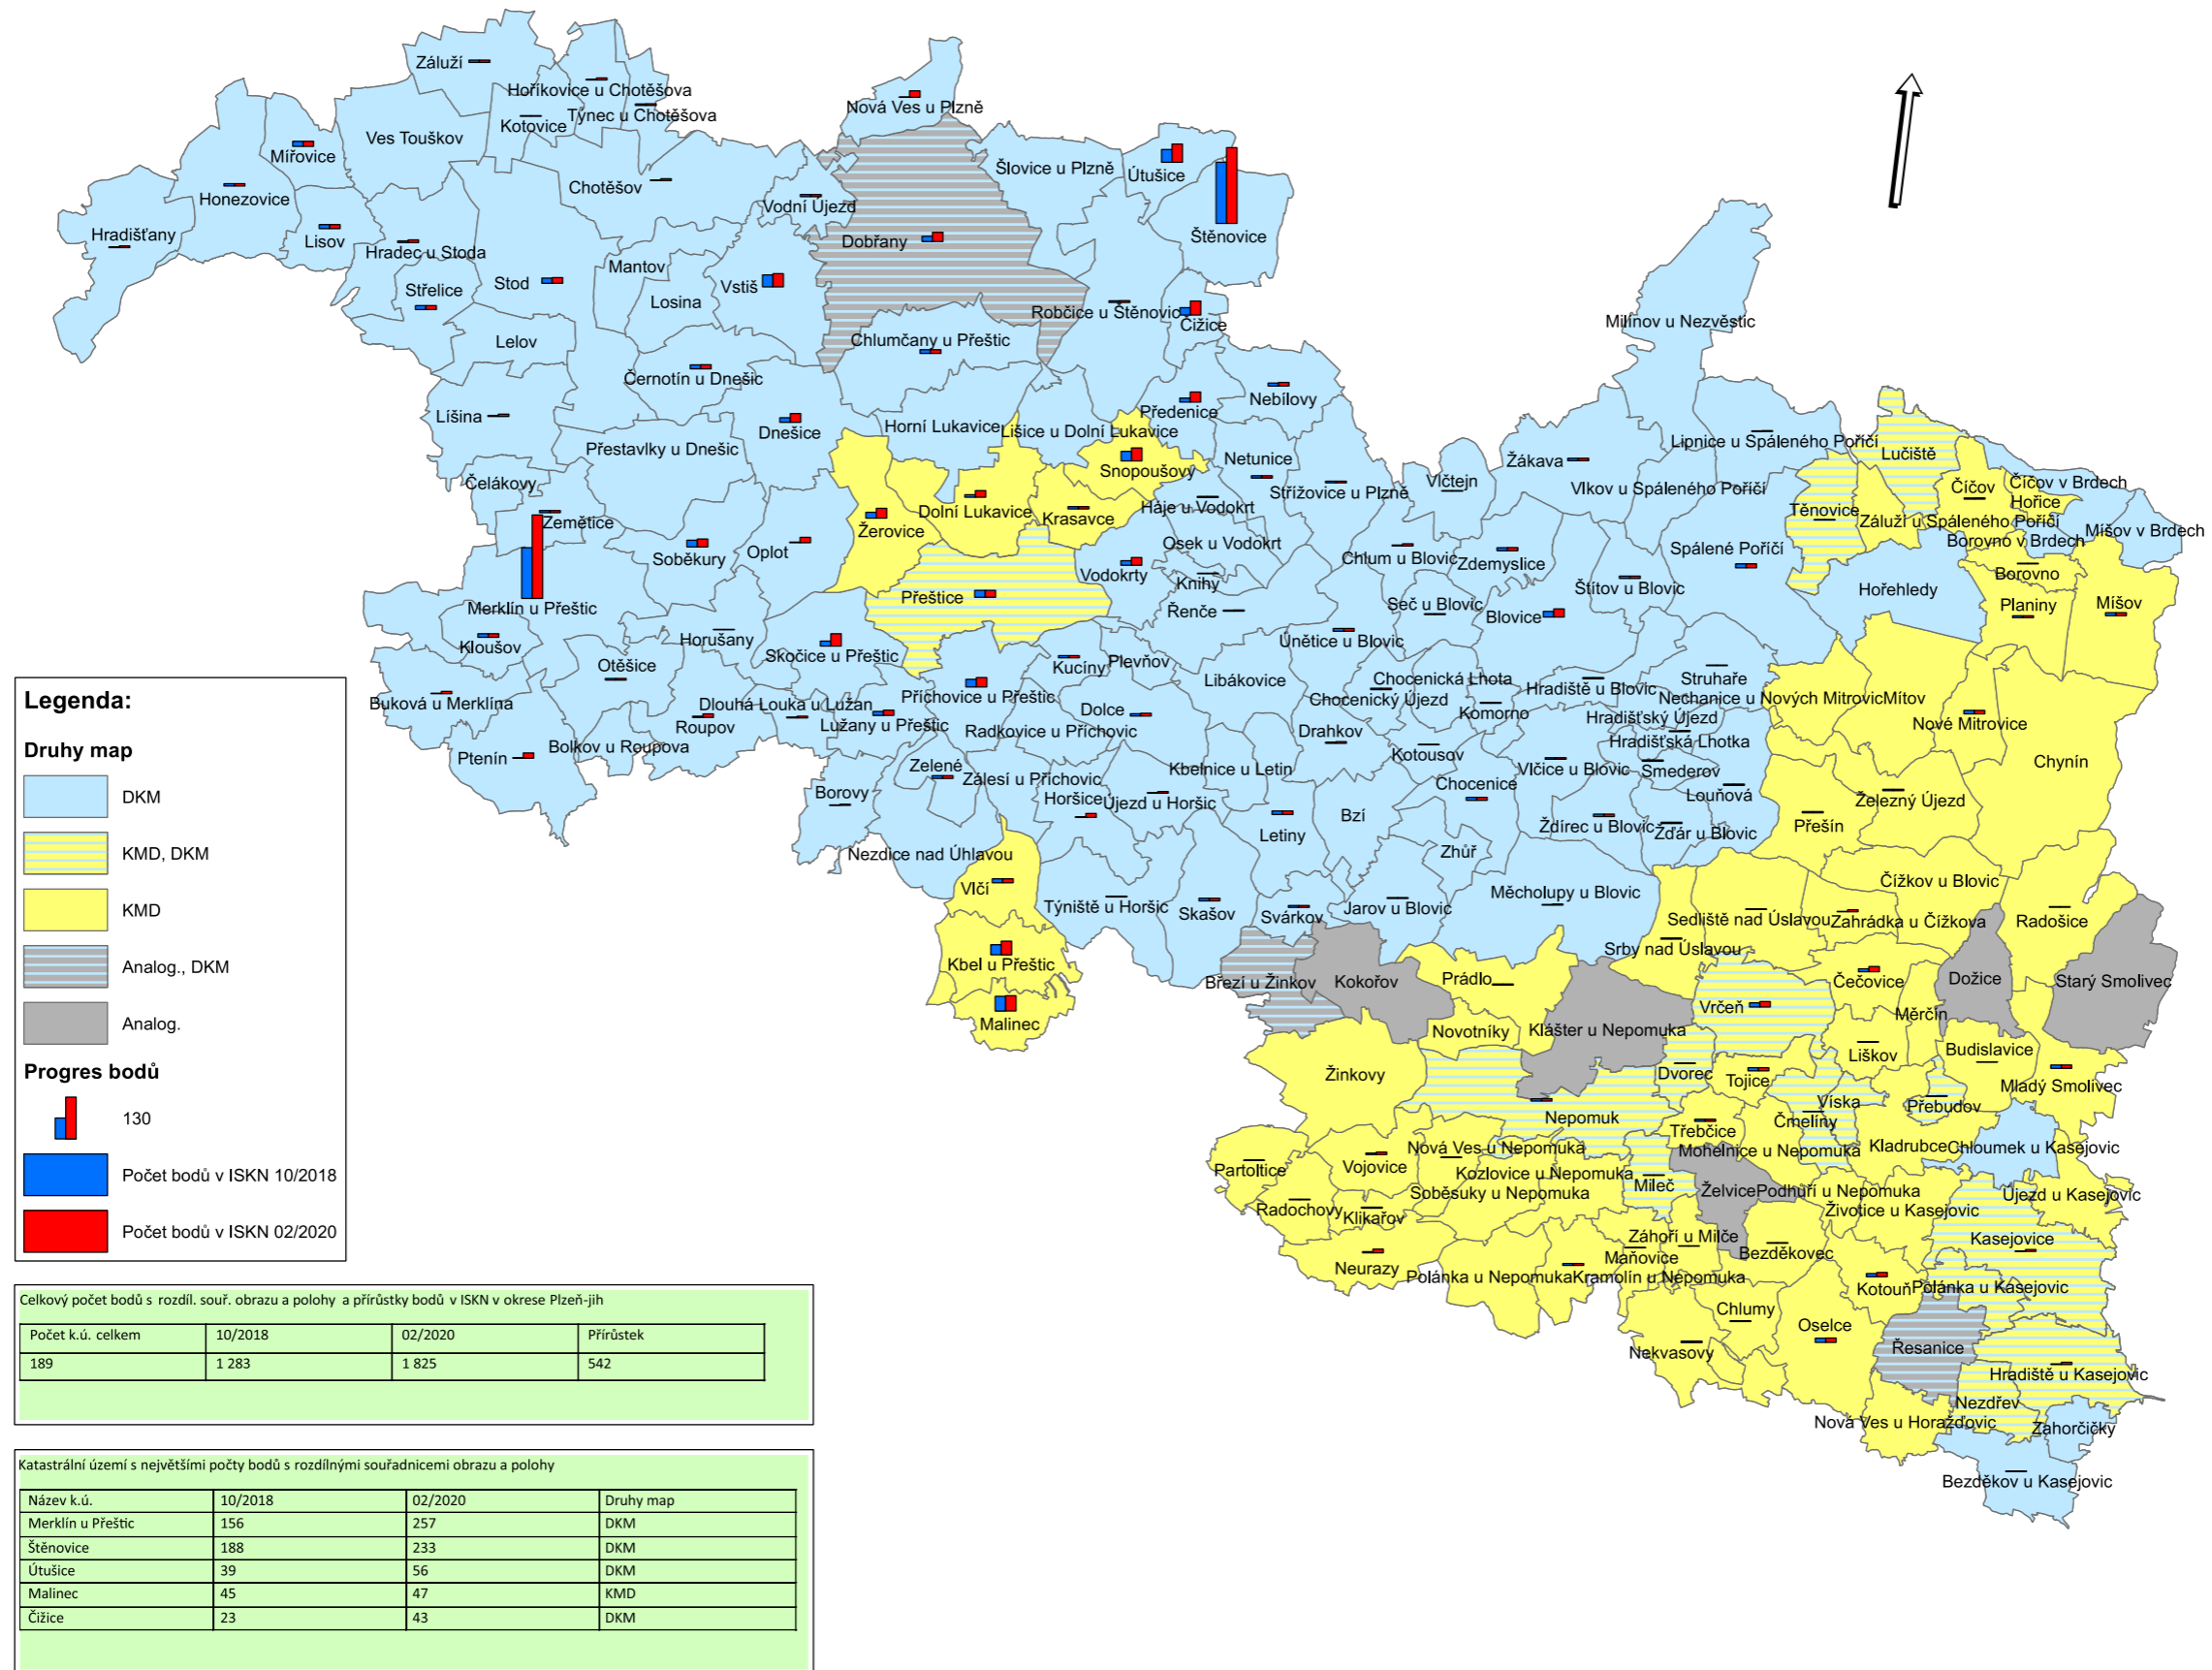 Záluží
Hoříkovice u Chotěšova
Týnec u Chotěšova
Kotovice
Nová Ves u Plzně
Ves Touškov
Mířovice
Honezovice
Chotěšov
Šlovice u Plzně
Útušice
Vodní Újezd
Hradišťany
Lisov
Hradec u Stoda
Dobřany
Štěnovice
Mantov
Střelice
Stod
Losina
Vstiš
Robčice u Štěnovic
Čižice
Milínov u Nezvěstic
Lelov
Chlumčany u Přeštic
Černotín u Dnešic
Nebílovy
Líšina
Předenice
Dnešice
Horní Lukavice
Lišice u Dolní Lukavice
Přestavlky u Dnešic
Lipnice u Spáleného Poříčí
Lučiště
Netunice
Žákava
Snopoušovy
Čelákovy
Vlčtejn
Střížovice u Plzně
Vlkov u Spáleného Poříčí
Číčov
Číčov v Brdech
Hořice
Zemětice
Žerovice
Dolní Lukavice
Krasavce
Háje u Vodokrt
Těnovice
Záluží u Spáleného Poříčí
Míšov v Brdech
Borovno v Brdech
Soběkury
Oplot
Osek u Vodokrt
Chlum u Blovic
Zdemyslice
Spálené Poříčí
Vodokrty
Knihy
Štítov u Blovic
Hořehledy
Borovno
Merklín u Přeštic
Přeštice
Řenče
Seč u Blovic
Blovice
Planiny
Míšov
Kloušov
Horušany
Skočice u Přeštic
Únětice u Blovic
Otěšice
Kucíny
Plevňov
Libákovice
Chocenická Lhota
Chocenický Újezd
Struhaře
Hradiště u Blovic
Nechanice u Nových Mitrovic
Mítov
Buková u Merklína
Dlouhá Louka u Lužan
Příchovice u Přeštic
Dolce
Komorno
Hradišťský Újezd
Nové Mitrovice
Roupov
Lužany u Přeštic
Radkovice u Příchovic
Drahkov
Hradišťská Lhotka
Ptenín
Bolkov u Roupova
Zelené
Zálesí u Příchovic
Kbelnice u Letin
Kotousov
Vlčice u Blovic
Smederov
Chynín
Borovy
Horšice
Újezd u Horšic
Chocenice
Louňová
Železný Újezd
Letiny
Bzí
Ždírec u Blovic
Žďár u Blovic
Přešín
Nezdice nad Úhlavou
Zhůř
Vlčí
Měcholupy u Blovic
Čížkov u Blovic
Týniště u Horšic
Skašov
Svárkov
Jarov u Blovic
Sedliště nad Úslavou
Zahrádka u Čížkova
Radošice
Srby nad Úslavou
Kbel u Přeštic
Březí u Žinkov
Kokořov
Prádlo
Čečovice
Dožice
Starý Smolivec
Malinec
Novotníky
Klášter u Nepomuka
Vrčeň
Měrčín
Liškov
Budislavice
Žinkovy
Dvorec
Tojice
Mladý Smolivec
Nepomuk
Víska
Přebudov
Čmelíny
Třebčice
Nová Ves u Nepomuka
Mohelnice u Nepomuka
Kladrubce
Chloumek u Kasejovic
Partoltice
Vojovice
Kozlovice u Nepomuka
Mileč
Soběsuky u Nepomuka
Želvice
Podhůří u Nepomuka
Újezd u Kasejovic
Radochovy
Klikařov
Životice u Kasejovic
Záhoří u Milče
Maňovice
Bezděkovec
Kasejovice
Neurazy
Polánka u Nepomuka
Kramolín u Nepomuka
Kotouň
Polánka u Kasejovic
Chlumy
Oselce
Nekvasovy
Řesanice
Hradiště u Kasejovic
Nezdřev
Nová Ves u Horažďovic
Zahorčičky
Bezděkov u Kasejovic
Legenda:
Druhy map
DKM
KMD, DKM
KMD
Analog., DKM
Analog.
Progres bodů
130
Počet bodů v ISKN 10/2018
Počet bodů v ISKN 02/2020
Celkový počet bodů s rozdíl. souř. obrazu a polohy a přírůstky bodů v ISKN v okrese Plzeň-jih
Počet k.ú. celkem 10/2018 02/2020 Přírůstek
189 1 283 1 825 542
Katastrální území s největšími počty bodů s rozdílnými souřadnicemi obrazu a polohy
Název k.ú. 10/2018 02/2020 Druhy map
Merklín u Přeštic 156 257 DKM
Štěnovice 188 233 DKM
Útušice 39 56 DKM
Malinec 45 47 KMD
Čižice 23 43 DKM